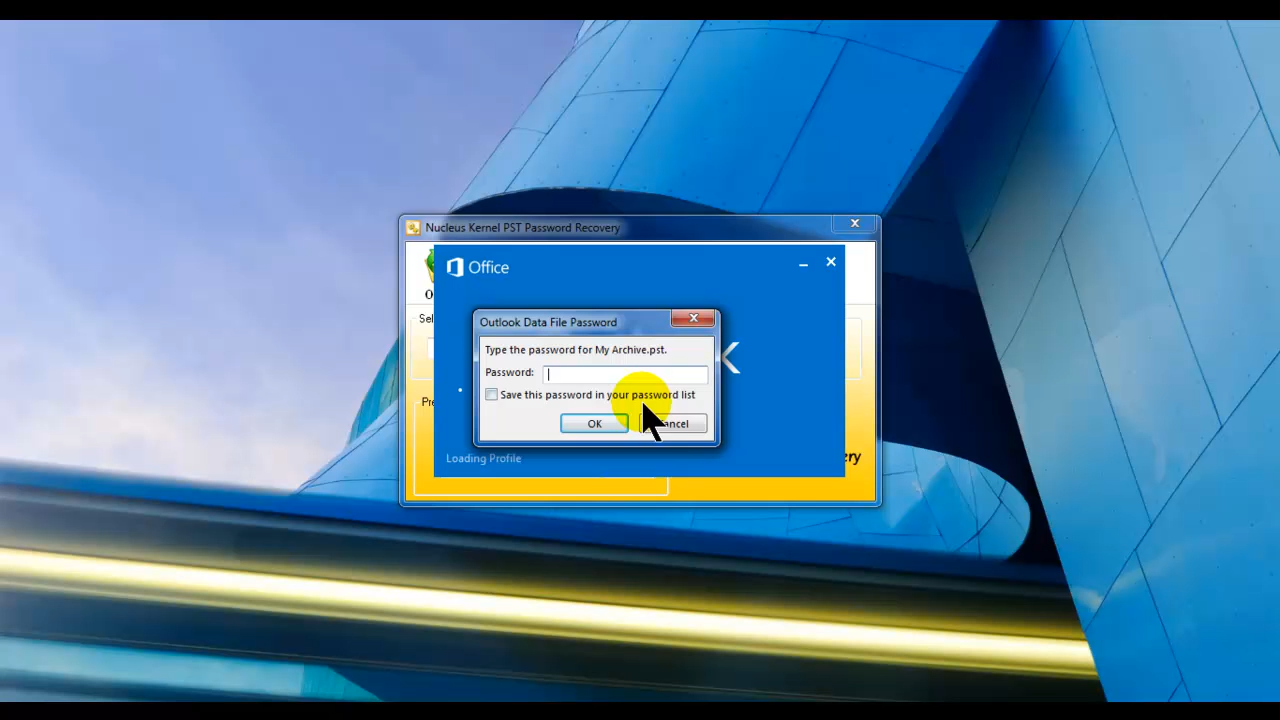 Nucleus Kernel PST Password Recovery
Office
Outlook Data File Password
Type the password for My Archive.pst.
Password:
Save this password in your password list
OK
Loading Profile